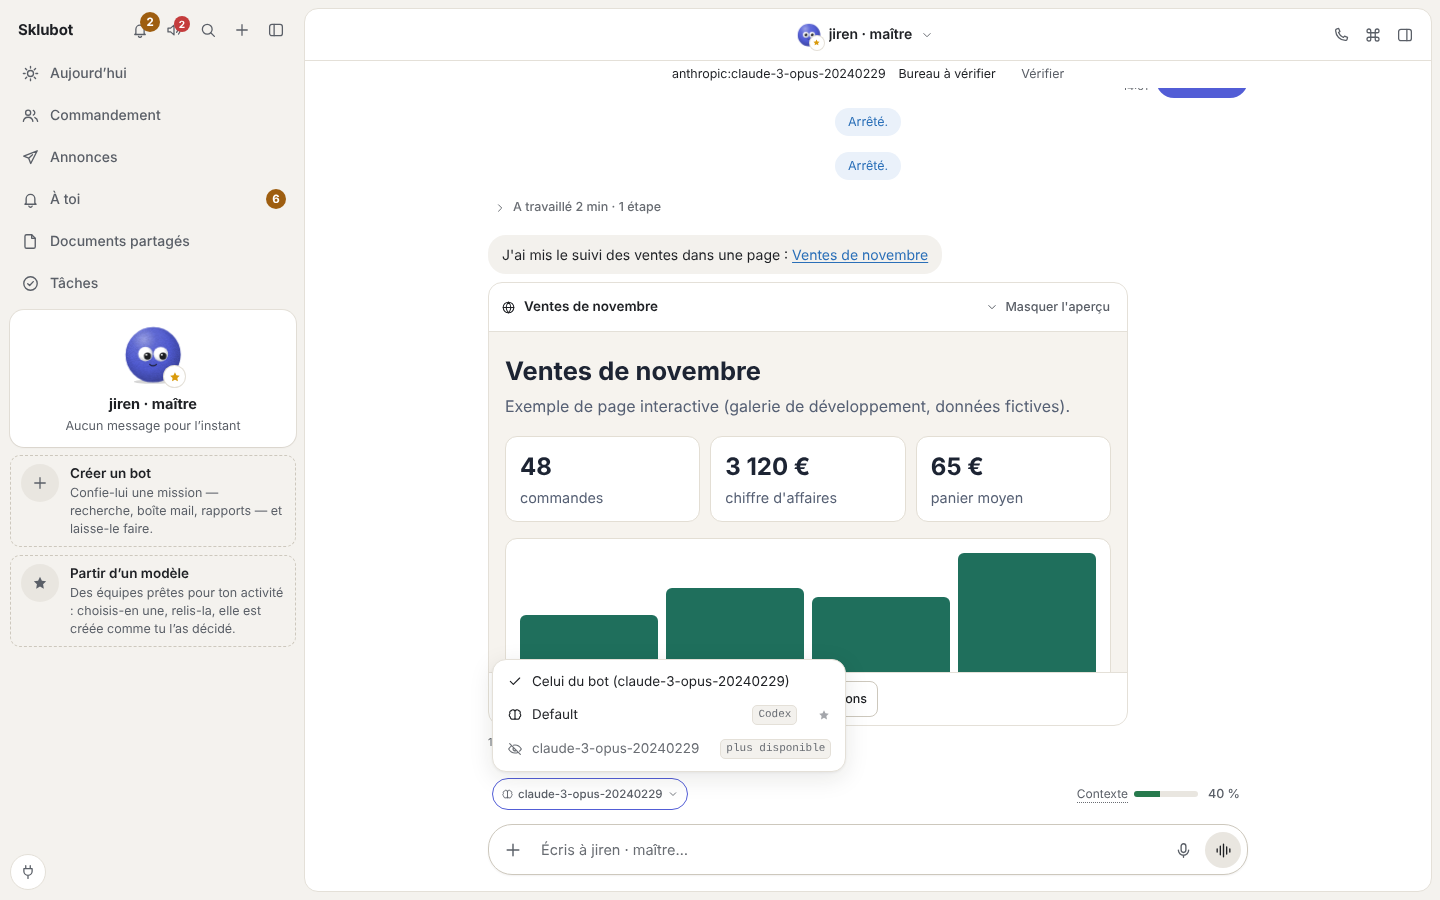 Sklubot
2
2
Aujourd’hui
Commandement
Annonces
À toi
6
Documents partagés
Tâches
jiren · maître
Aucun message pour l’instant
Créer un bot
Confie-lui une mission —
recherche, boîte mail, rapports — et
laisse-le faire.
Partir d’un modèle
Des équipes prêtes pour ton activité
: choisis-en une, relis-la, elle est
créée comme tu l’as décidé.
jiren · maître
anthropic:claude-3-opus-20240229 Bureau à vérifier Vérifier
Arrêté.
Arrêté.
A travaillé 2 min · 1 étape
J'ai mis le suivi des ventes dans une page : Ventes de novembre
Ventes de novembre
Masquer l'aperçu
Ventes de novembre
Exemple de page interactive (galerie de développement, données fictives).
48
commandes
3 120 €
chiffre d'affaires
65 €
panier moyen
Celui du bot (claude-3-opus-20240229)
Default Codex
claude-3-opus-20240229 plus disponible
ons
claude-3-opus-20240229
Contexte 40 %
Écris à jiren · maître...